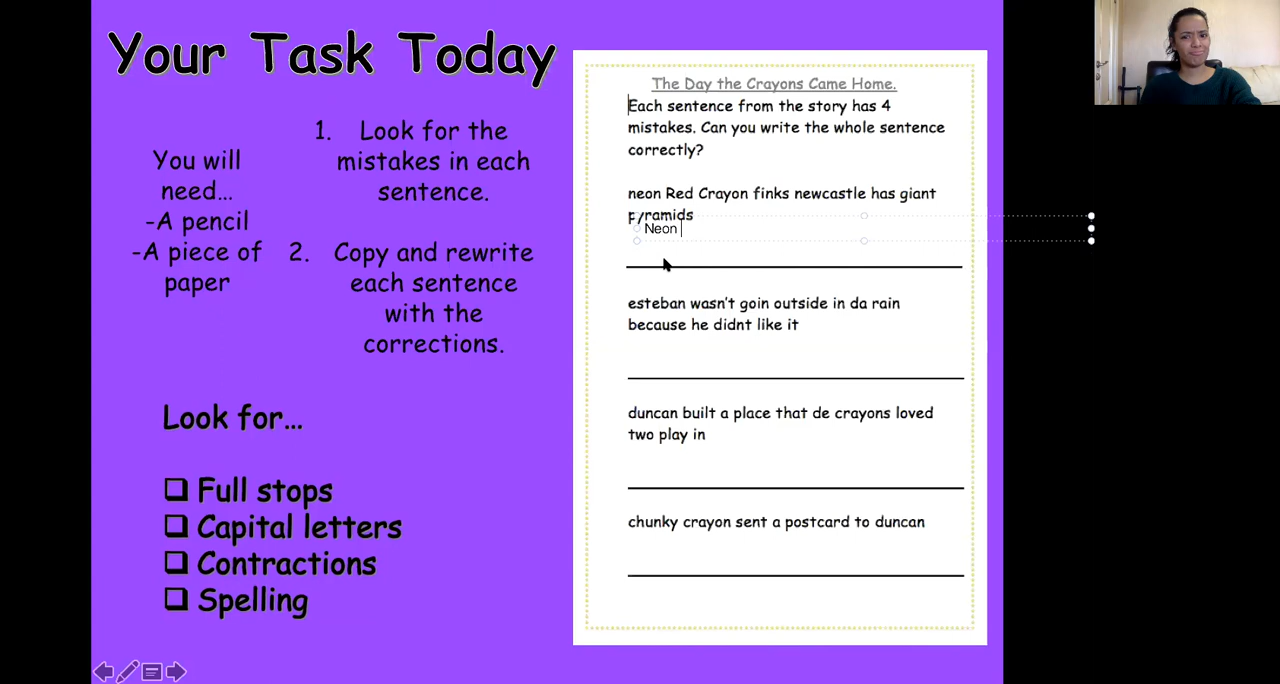 Your Task Today
You will
need...
-A pencil
-A piece of
paper
1. Look for the
mistakes in each
sentence.
2. Copy and rewrite
each sentence
with the
corrections.
Look for...
❑ Full stops
❑ Capital letters
❑ Contractions
❑ Spelling
The Day the Crayons Came Home.
Each sentence from the story has 4
mistakes. Can you write the whole sentence
correctly?
neon Red Crayon finks newcastle has giant
pyramids
Neon
esteban wasn't goin outside in da rain
because he didnt like it
duncan built a place that de crayons loved
two play in
chunky crayon sent a postcard to duncan